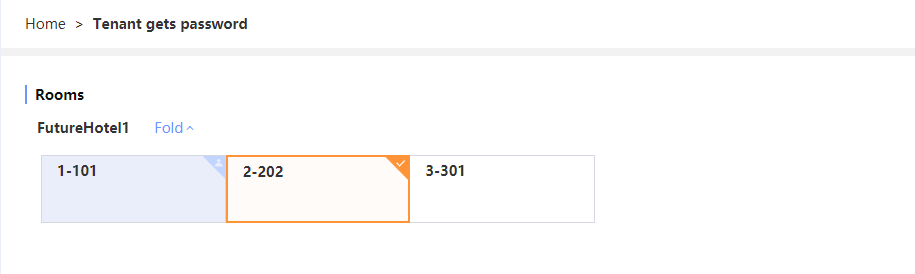 Home > Tenant gets password
Rooms
FutureHotel1 Fold
1-101 2-202 3-301